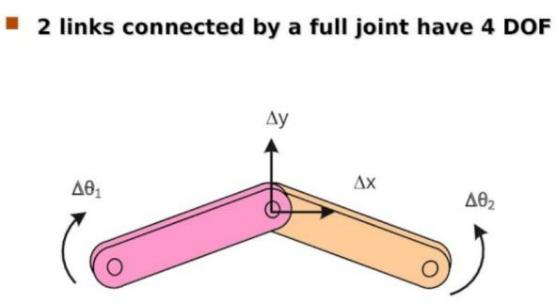 2 links connected by a full joint have 4 DOF
Δy
Δx
Δθ₁
Δθ₂